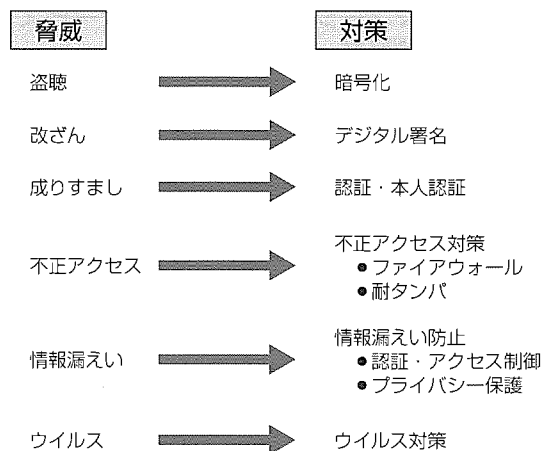 脅威 対策
盗聴 暗号化
改ざん デジタル署名
成りすまし 認証・本人認証
不正アクセス 不正アクセス対策
●ファイアウォール
●耐タンパ
情報漏えい 情報漏えい防止
●認証・アクセス制御
●プライバシー保護
ウイルス ウイルス対策